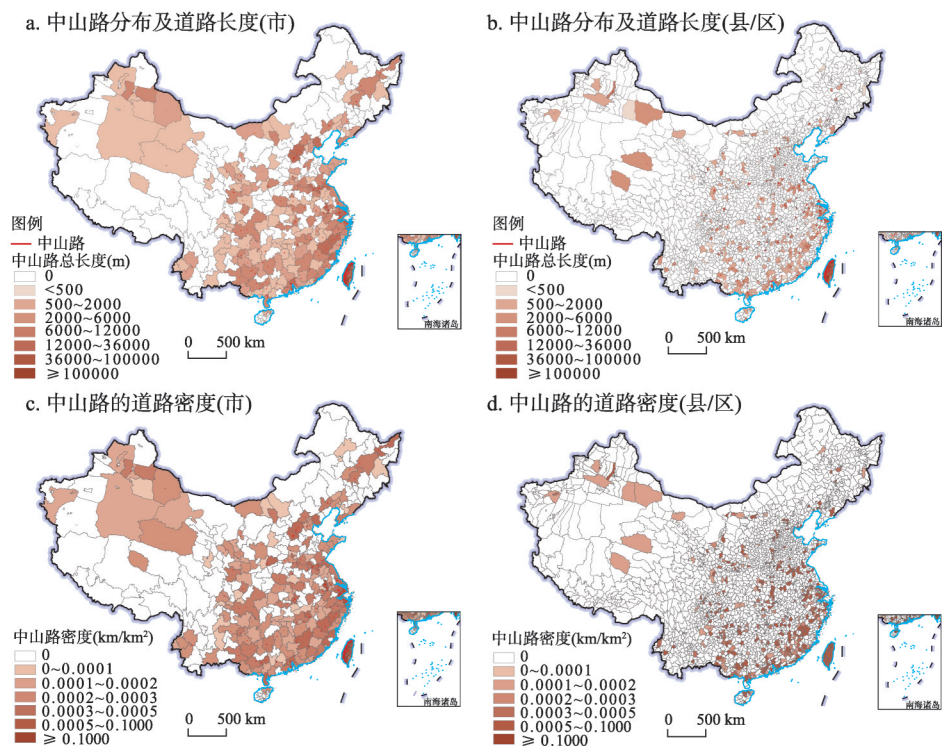 a. 中山路分布及道路长度(市)
图例
中山路
中山路总长度(m)
0
<500
500~2000
2000~6000
6000~12000
12000~36000
36000~100000
≥100000
0 500 km
南海诸岛
b. 中山路分布及道路长度(县/区)
图例
中山路
中山路总长度(m)
0
<500
500~2000
2000~6000
6000~12000
12000~36000
36000~100000
≥100000
0 500 km
南海诸岛
c. 中山路的道路密度(市)
中山路密度(km/km²)
0
0~0.0001
0.0001~0.0002
0.0002~0.0003
0.0003~0.0005
0.0005~0.1000
≥0.1000
0 500 km
南海诸岛
d. 中山路的道路密度(县/区)
中山路密度(km/km²)
0
0~0.0001
0.0001~0.0002
0.0002~0.0003
0.0003~0.0005
0.0005~0.1000
≥0.1000
0 500 km
南海诸岛